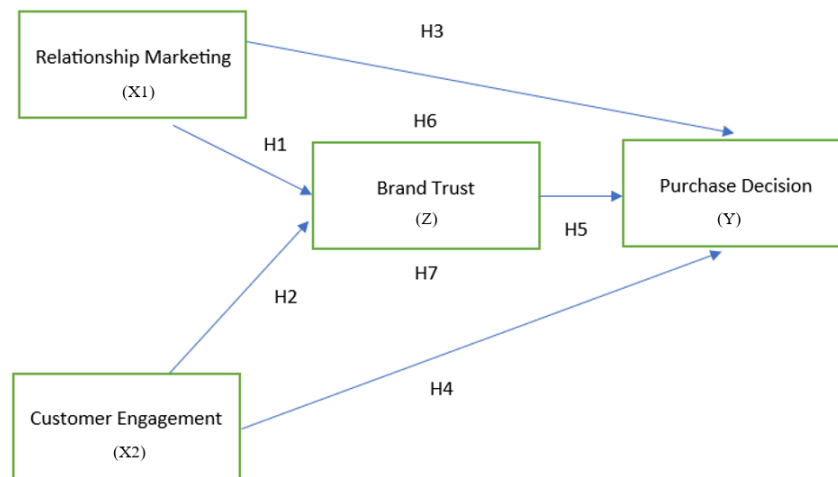 Relationship Marketing
(X1)
H3
H6
H1
Brand Trust
(Z)
Purchase Decision
(Y)
H5
H7
H2
H4
Customer Engagement
(X2)